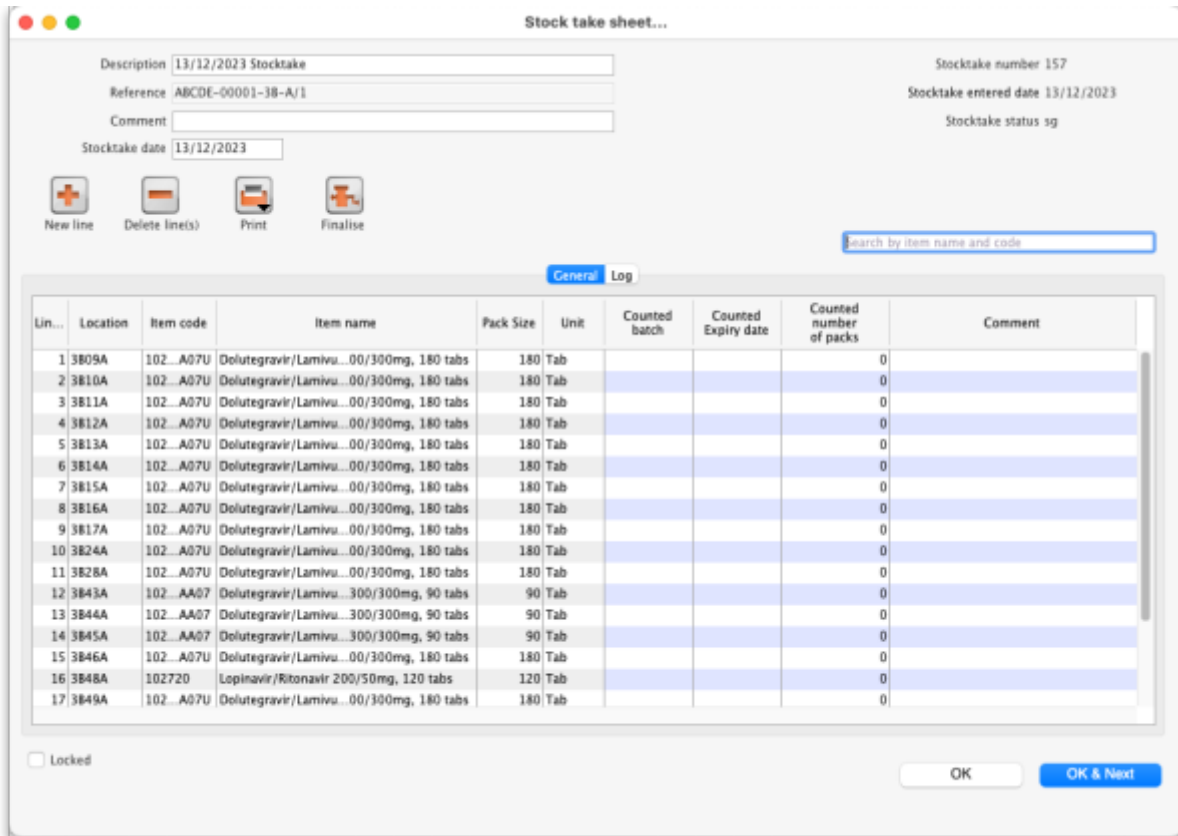 Stock take sheet...
Description 13/12/2023 Stocktake
Stocktake number 157
Reference ABCDE-00001-3B-A/1
Stocktake entered date 13/12/2023
Comment
Stocktake status sg
Stocktake date 13/12/2023
New line Delete line(s) Print Finalise
Search by item name and code
General Log
Lin... Location Item code Item name Pack Size Unit Counted batch Counted Expiry date Counted number of packs Comment
1 3B09A 102...A07U Dolutegravir/Lamivu...00/300mg, 180 tabs 180 Tab 0
2 3B10A 102...A07U Dolutegravir/Lamivu...00/300mg, 180 tabs 180 Tab 0
3 3B11A 102...A07U Dolutegravir/Lamivu...00/300mg, 180 tabs 180 Tab 0
4 3B12A 102...A07U Dolutegravir/Lamivu...00/300mg, 180 tabs 180 Tab 0
5 3B13A 102...A07U Dolutegravir/Lamivu...00/300mg, 180 tabs 180 Tab 0
6 3B14A 102...A07U Dolutegravir/Lamivu...00/300mg, 180 tabs 180 Tab 0
7 3B15A 102...A07U Dolutegravir/Lamivu...00/300mg, 180 tabs 180 Tab 0
8 3B16A 102...A07U Dolutegravir/Lamivu...00/300mg, 180 tabs 180 Tab 0
9 3B17A 102...A07U Dolutegravir/Lamivu...00/300mg, 180 tabs 180 Tab 0
10 3B24A 102...A07U Dolutegravir/Lamivu...00/300mg, 180 tabs 180 Tab 0
11 3B28A 102...A07U Dolutegravir/Lamivu...00/300mg, 180 tabs 180 Tab 0
12 3B43A 102...AA07 Dolutegravir/Lamivu...300/300mg, 90 tabs 90 Tab 0
13 3B44A 102...AA07 Dolutegravir/Lamivu...300/300mg, 90 tabs 90 Tab 0
14 3B45A 102...AA07 Dolutegravir/Lamivu...300/300mg, 90 tabs 90 Tab 0
15 3B46A 102...A07U Dolutegravir/Lamivu...00/300mg, 180 tabs 180 Tab 0
16 3B48A 102720 Lopinavir/Ritonavir 200/50mg, 120 tabs 120 Tab 0
17 3B49A 102...A07U Dolutegravir/Lamivu...00/300mg, 180 tabs 180 Tab 0
Locked
OK OK & Next